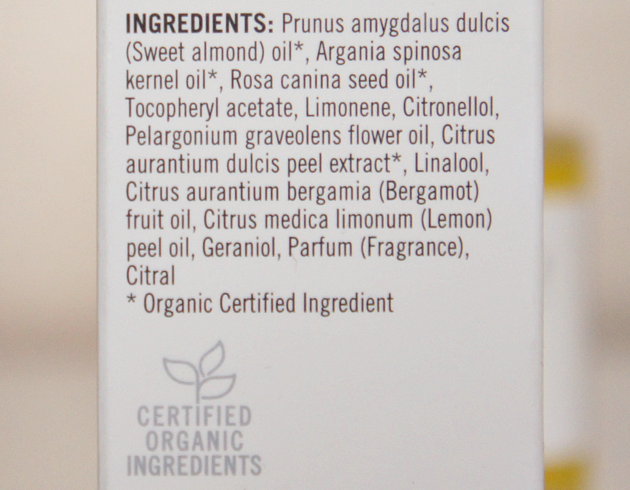 INGREDIENTS: Prunus amygdalus dulcis
(Sweet almond) oil*, Argania spinosa
kernel oil*, Rosa canina seed oil*,
Tocopheryl acetate, Limonene, Citronellol,
Pelargonium graveolens flower oil, Citrus
aurantium dulcis peel extract*, Linalool,
Citrus aurantium bergamia (Bergamot)
fruit oil, Citrus medica limonum (Lemon)
peel oil, Geraniol, Parfum (Fragrance),
Citral
* Organic Certified Ingredient
CERTIFIED
ORGANIC
INGREDIENTS